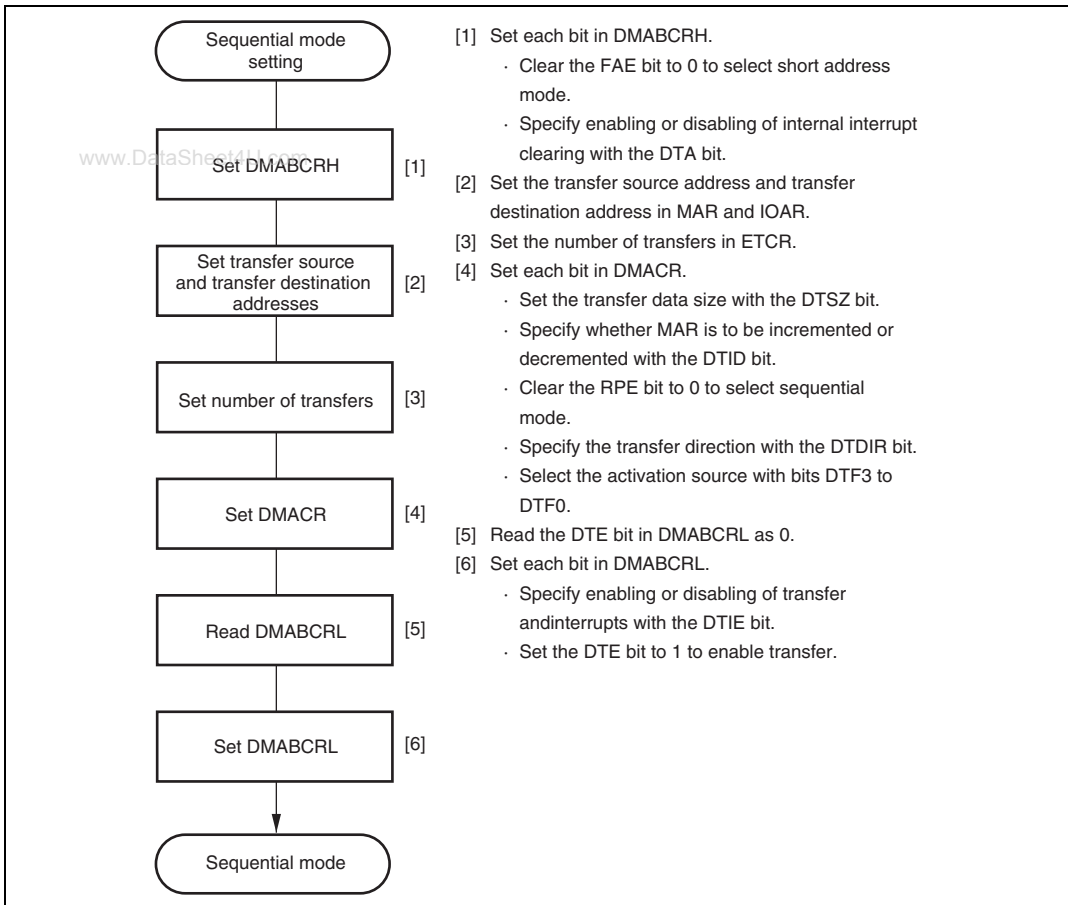 Sequential mode
setting
www.DataSheet4U.com
Set DMABCRH
[1]
Set transfer source
and transfer destination
addresses
[2]
Set number of transfers
[3]
Set DMACR
[4]
Read DMABCRL
[5]
Set DMABCRL
[6]
Sequential mode
[1] Set each bit in DMABCRH.
· Clear the FAE bit to 0 to select short address
mode.
· Specify enabling or disabling of internal interrupt
clearing with the DTA bit.
[2] Set the transfer source address and transfer
destination address in MAR and IOAR.
[3] Set the number of transfers in ETCR.
[4] Set each bit in DMACR.
· Set the transfer data size with the DTSZ bit.
· Specify whether MAR is to be incremented or
decremented with the DTID bit.
· Clear the RPE bit to 0 to select sequential
mode.
· Specify the transfer direction with the DTDIR bit.
· Select the activation source with bits DTF3 to
DTF0.
[5] Read the DTE bit in DMABCRL as 0.
[6] Set each bit in DMABCRL.
· Specify enabling or disabling of transfer
andinterrupts with the DTIE bit.
· Set the DTE bit to 1 to enable transfer.